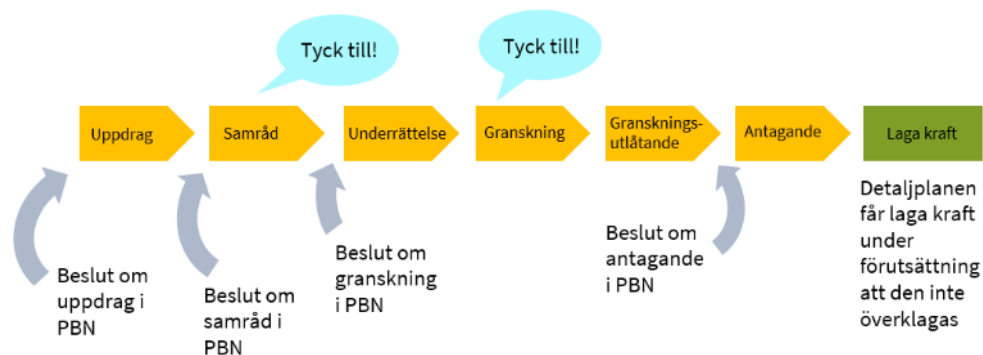 Tyck till!
Tyck till!
Uppdrag
Samråd
Underrättelse
Granskning
Gransknings-
utlåtande
Antagande
Laga kraft
Beslut om
uppdrag i
PBN
Beslut om
samråd i
PBN
Beslut om
granskning
i PBN
Beslut om
antagande
i PBN
Detaljplanen
får laga kraft
under
förutsättning
att den inte
överklagas